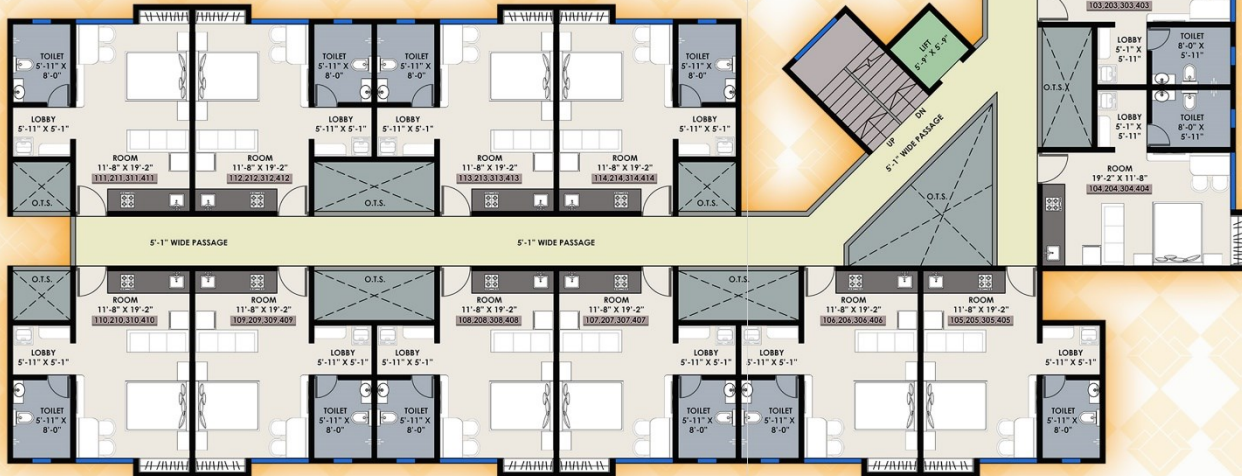 TOILET
5'-11" X
8'-0"
LOBBY
5'-11" X 5'-1"
ROOM
11'-8" X 19'-2"
111,211,311,411
O.T.S.
TOILET
5'-11" X
8'-0"
LOBBY
5'-11" X 5'-1"
ROOM
11'-8" X 19'-2"
112,212,312,412
O.T.S.
TOILET
5'-11" X
8'-0"
LOBBY
5'-11" X 5'-1"
ROOM
11'-8" X 19'-2"
113,213,313,413
TOILET
5'-11" X
8'-0"
LOBBY
5'-11" X 5'-1"
ROOM
11'-8" X 19'-2"
114,214,314,414
O.T.S.
LIFT
5'-9" X 5'-9"
UP
DN
5'-1" WIDE PASSAGE
O.T.S.
103,203,303,403
LOBBY
5'-1" X
5'-11"
TOILET
8'-0" X
5'-11"
O.T.S.
LOBBY
5'-1" X
5'-11"
TOILET
8'-0" X
5'-11"
ROOM
19'-2" X 11'-8"
104,204,304,404
5'-1" WIDE PASSAGE
5'-1" WIDE PASSAGE
O.T.S.
ROOM
11'-8" X 19'-2"
110,210,310,410
LOBBY
5'-11" X 5'-1"
TOILET
5'-11" X
8'-0"
ROOM
11'-8" X 19'-2"
109,209,309,409
O.T.S.
LOBBY
5'-11" X 5'-1"
TOILET
5'-11" X
8'-0"
ROOM
11'-8" X 19'-2"
108,208,308,408
LOBBY
5'-11" X 5'-1"
TOILET
5'-11" X
8'-0"
ROOM
11'-8" X 19'-2"
107,207,307,407
O.T.S.
LOBBY
5'-11" X 5'-1"
TOILET
5'-11" X
8'-0"
ROOM
11'-8" X 19'-2"
106,206,306,406
LOBBY
5'-11" X 5'-1"
TOILET
5'-11" X
8'-0"
ROOM
11'-8" X 19'-2"
105,205,305,405
LOBBY
5'-11" X 5'-1"
TOILET
5'-11" X
8'-0"